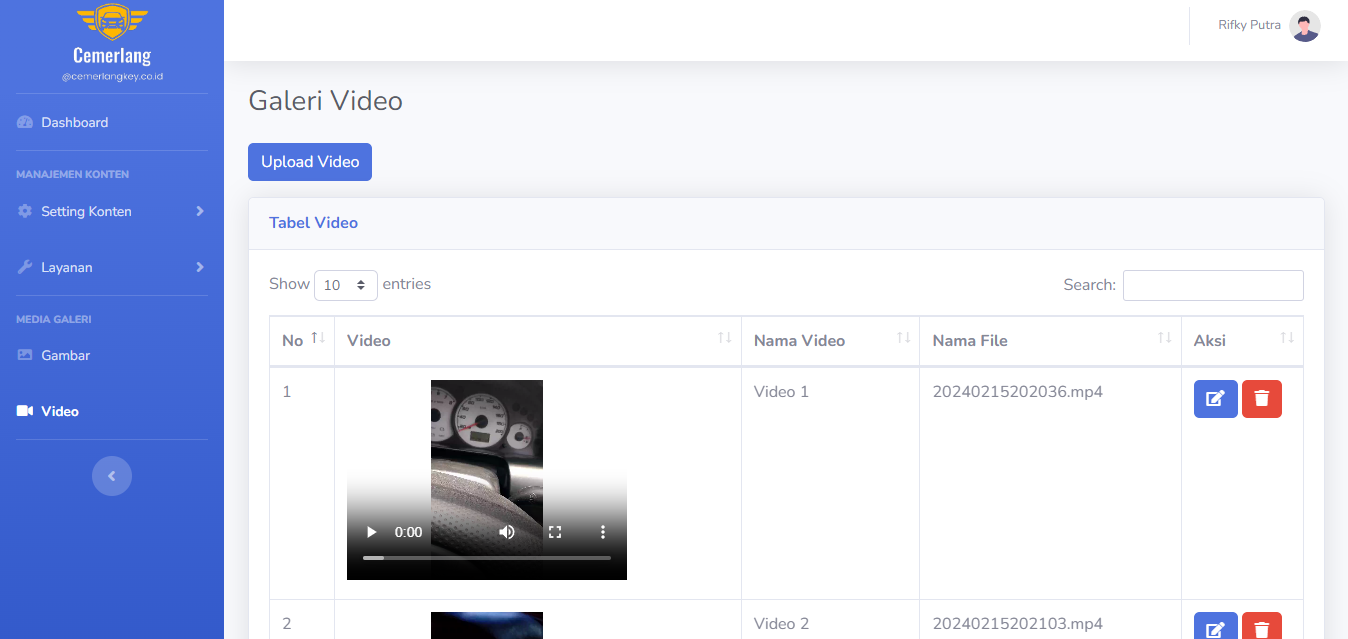 Cemerlang
@cemerlangkey.co.id
Dashboard
MANAJEMEN KONTEN
Setting Konten
Layanan
MEDIA GALERI
Gambar
Video
Rifky Putra
Galeri Video
Upload Video
Tabel Video
Show 10 entries
Search:
No Video Nama Video Nama File Aksi
1 Video 1 20240215202036.mp4
0:00
2 Video 2 20240215202103.mp4